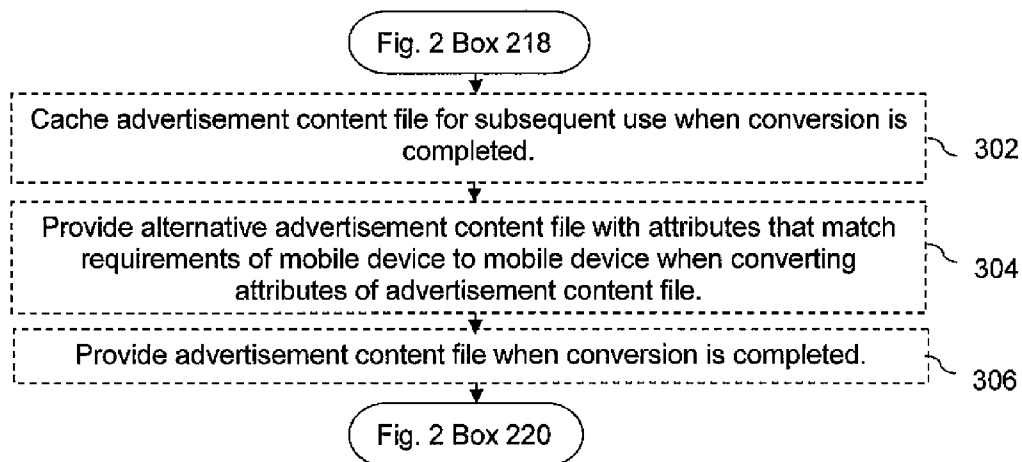 Fig. 2 Box 218
Cache advertisement content file for subsequent use when conversion is
completed.
302
Provide alternative advertisement content file with attributes that match
requirements of mobile device to mobile device when converting
attributes of advertisement content file.
304
Provide advertisement content file when conversion is completed.
306
Fig. 2 Box 220